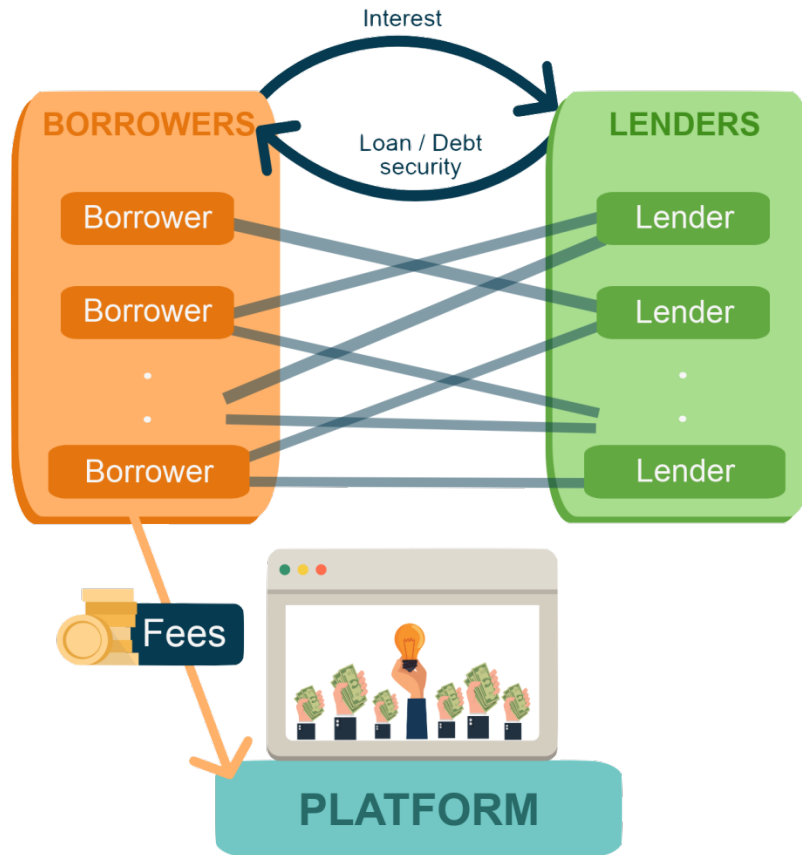 Interest
BORROWERS
LENDERS
Loan / Debt
security
Borrower
Lender
Borrower
Lender
Borrower
Lender
Fees
PLATFORM